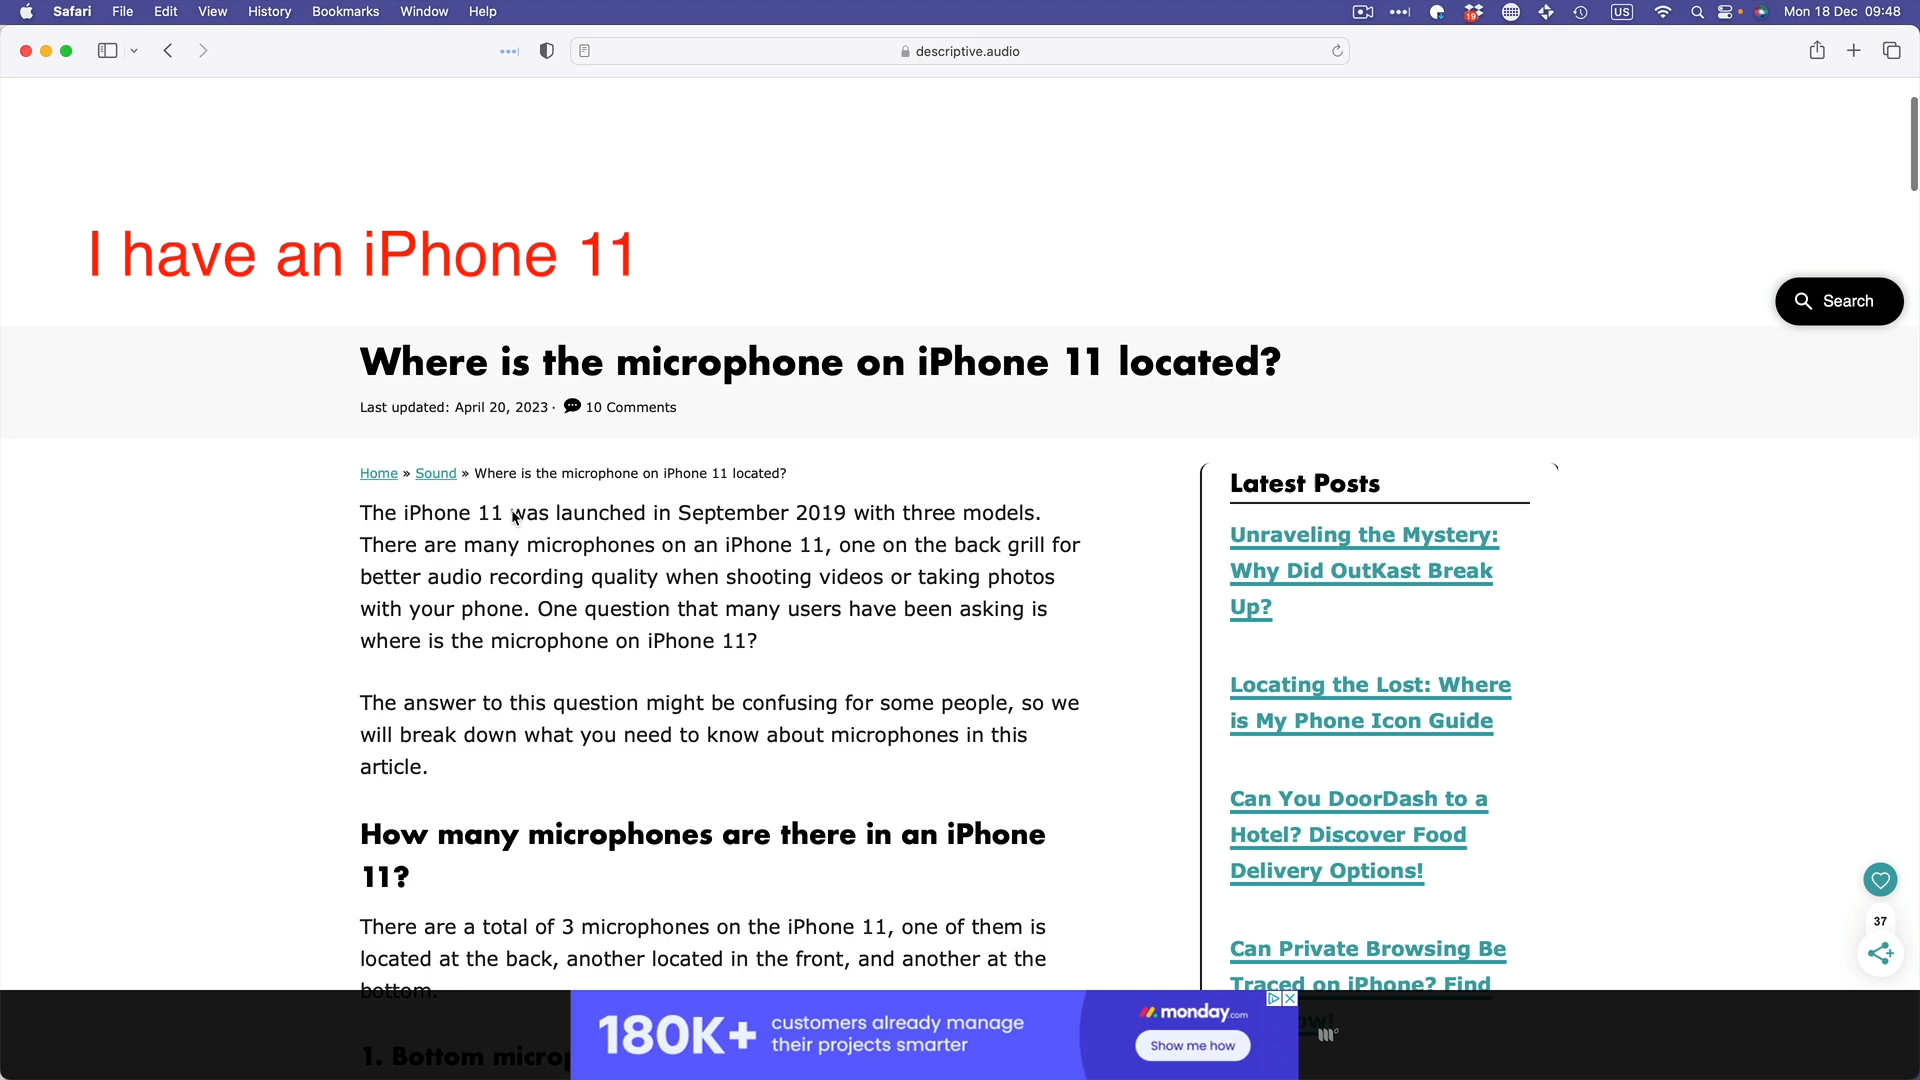 Safari File Edit View History Bookmarks Window Help
19 US Mon 18 Dec 09:48
descriptive.audio
I have an iPhone 11
Search
Where is the microphone on iPhone 11 located?
Last updated: April 20, 2023 · 10 Comments
Home » Sound » Where is the microphone on iPhone 11 located?
The iPhone 11 was launched in September 2019 with three models.
There are many microphones on an iPhone 11, one on the back grill for
better audio recording quality when shooting videos or taking photos
with your phone. One question that many users have been asking is
where is the microphone on iPhone 11?
The answer to this question might be confusing for some people, so we
will break down what you need to know about microphones in this
article.
How many microphones are there in an iPhone
11?
There are a total of 3 microphones on the iPhone 11, one of them is
located at the back, another located in the front, and another at the
bottom.
1. Bottom microp
Latest Posts
Unraveling the Mystery:
Why Did OutKast Break
Up?
Locating the Lost: Where
is My Phone Icon Guide
Can You DoorDash to a
Hotel? Discover Food
Delivery Options!
Can Private Browsing Be
Traced on iPhone? Find
37
180K+ customers already manage
their projects smarter
monday.com
Show me how